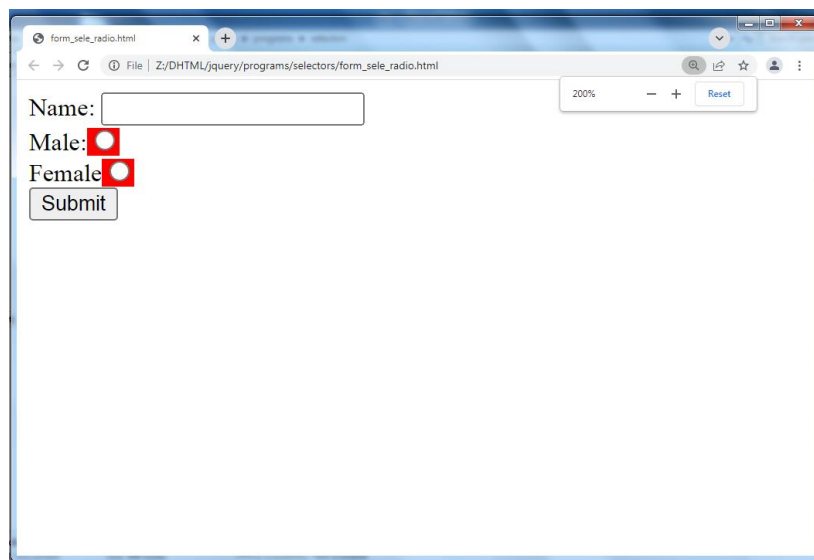 form_sele_radio.html
File | Z:/DHTML/jquery/programs/selectors/form_sele_radio.html
200%
Reset
Name:
Male:
Female
Submit